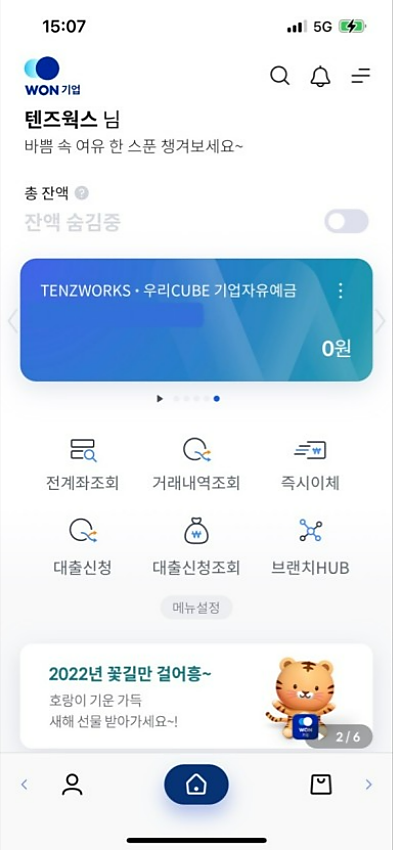 15:07
5G
WON 기업
텐즈웍스 님
바쁨 속 여유 한 스푼 챙겨보세요~
총 잔액 ?
잔액 숨김중
TENZWORKS • 우리CUBE 기업자유예금
0원
전계좌조회 거래내역조회 즉시이체
대출신청 대출신청조회 브랜치HUB
메뉴설정
2022년 꽃길만 걸어흥~
호랑이 기운 가득
새해 선물 받아가세요~!
WON
2 / 6